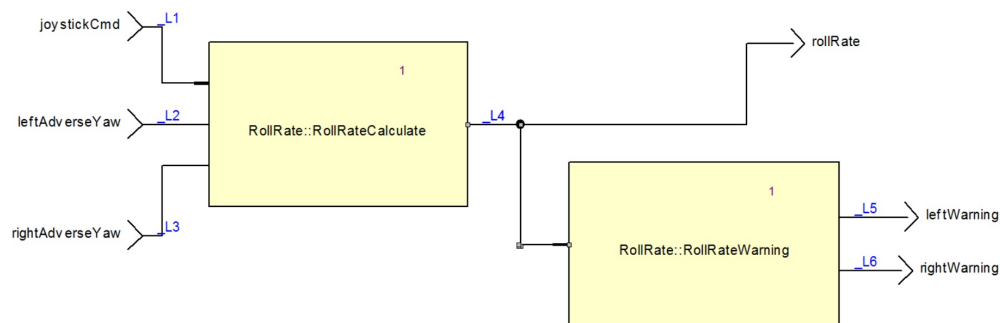 joystickCmd
_L1
leftAdverseYaw
_L2
rightAdverseYaw
_L3
1
RollRate::RollRateCalculate
_L4
rollRate
1
RollRate::RollRateWarning
_L5
leftWarning
_L6
rightWarning